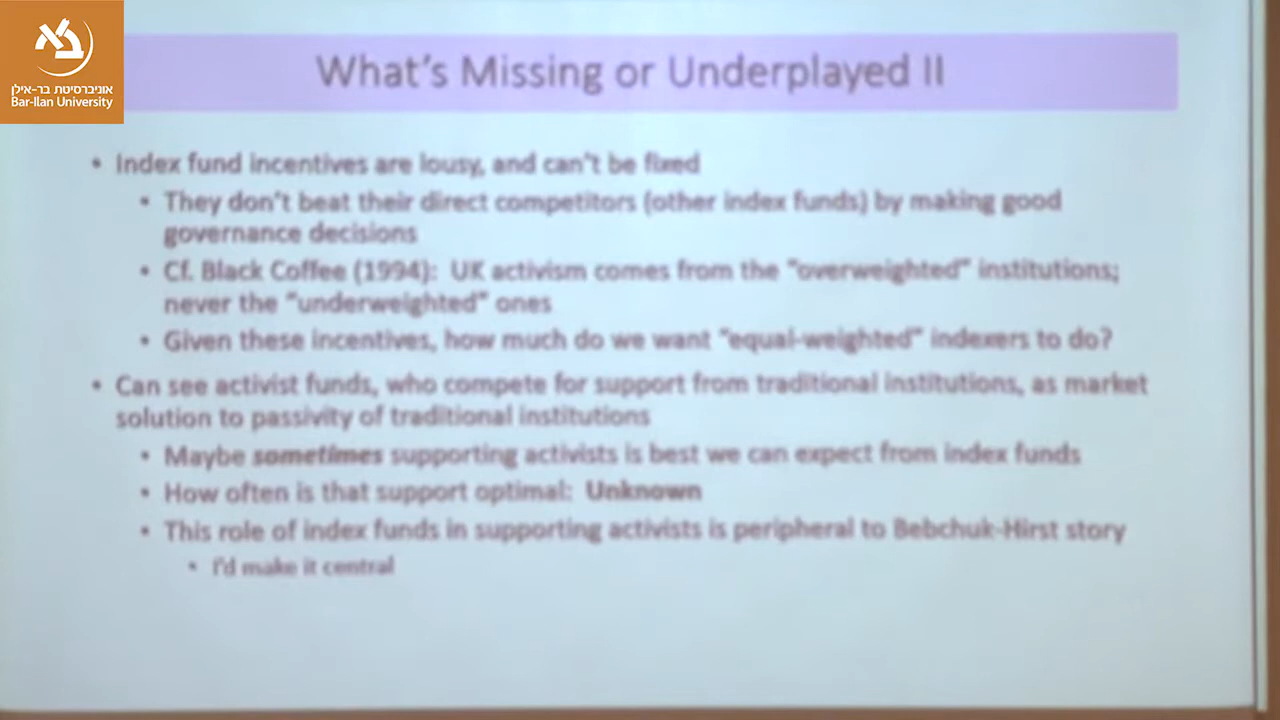 אוניברסיטת בר-אילן
Bar-Ilan University
What's Missing or Underplayed II
• Index fund incentives are lousy, and can't be fixed
• They don't beat their direct competitors (other index funds) by making good
governance decisions
• Cf. Black Coffee (1994): UK activism comes from the "overweighted" institutions;
never the "underweighted" ones
• Given these incentives, how much do we want "equal-weighted" indexers to do?
• Can see activist funds, who compete for support from traditional institutions, as market
solution to passivity of traditional institutions
• Maybe sometimes supporting activists is best we can expect from index funds
• How often is that support optimal: Unknown
• This role of index funds in supporting activists is peripheral to Bebchuk-Hirst story
• I'd make it central